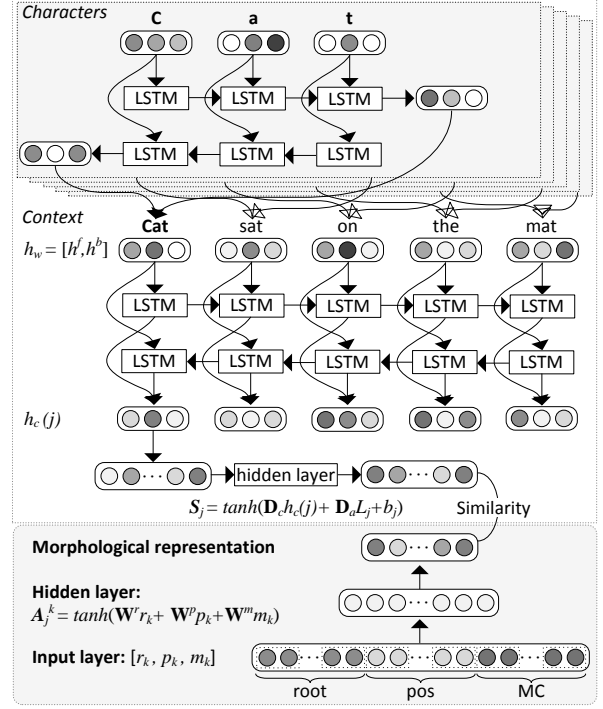 Characters
C a t
LSTM LSTM LSTM
LSTM LSTM LSTM
Context
Cat sat on the mat
h_w = [h^f, h^b]
LSTM LSTM LSTM LSTM LSTM
LSTM LSTM LSTM LSTM LSTM
h_c(j)
··· hidden layer ···
S_j = tanh(D_c h_c(j) + D_a L_j + b_j)
Similarity
Morphological representation ···
Hidden layer:
A_j^k = tanh(W^r r_k + W^p p_k + W^m m_k) ···
Input layer: [r_k, p_k, m_k] ··· ··· ···
root pos MC